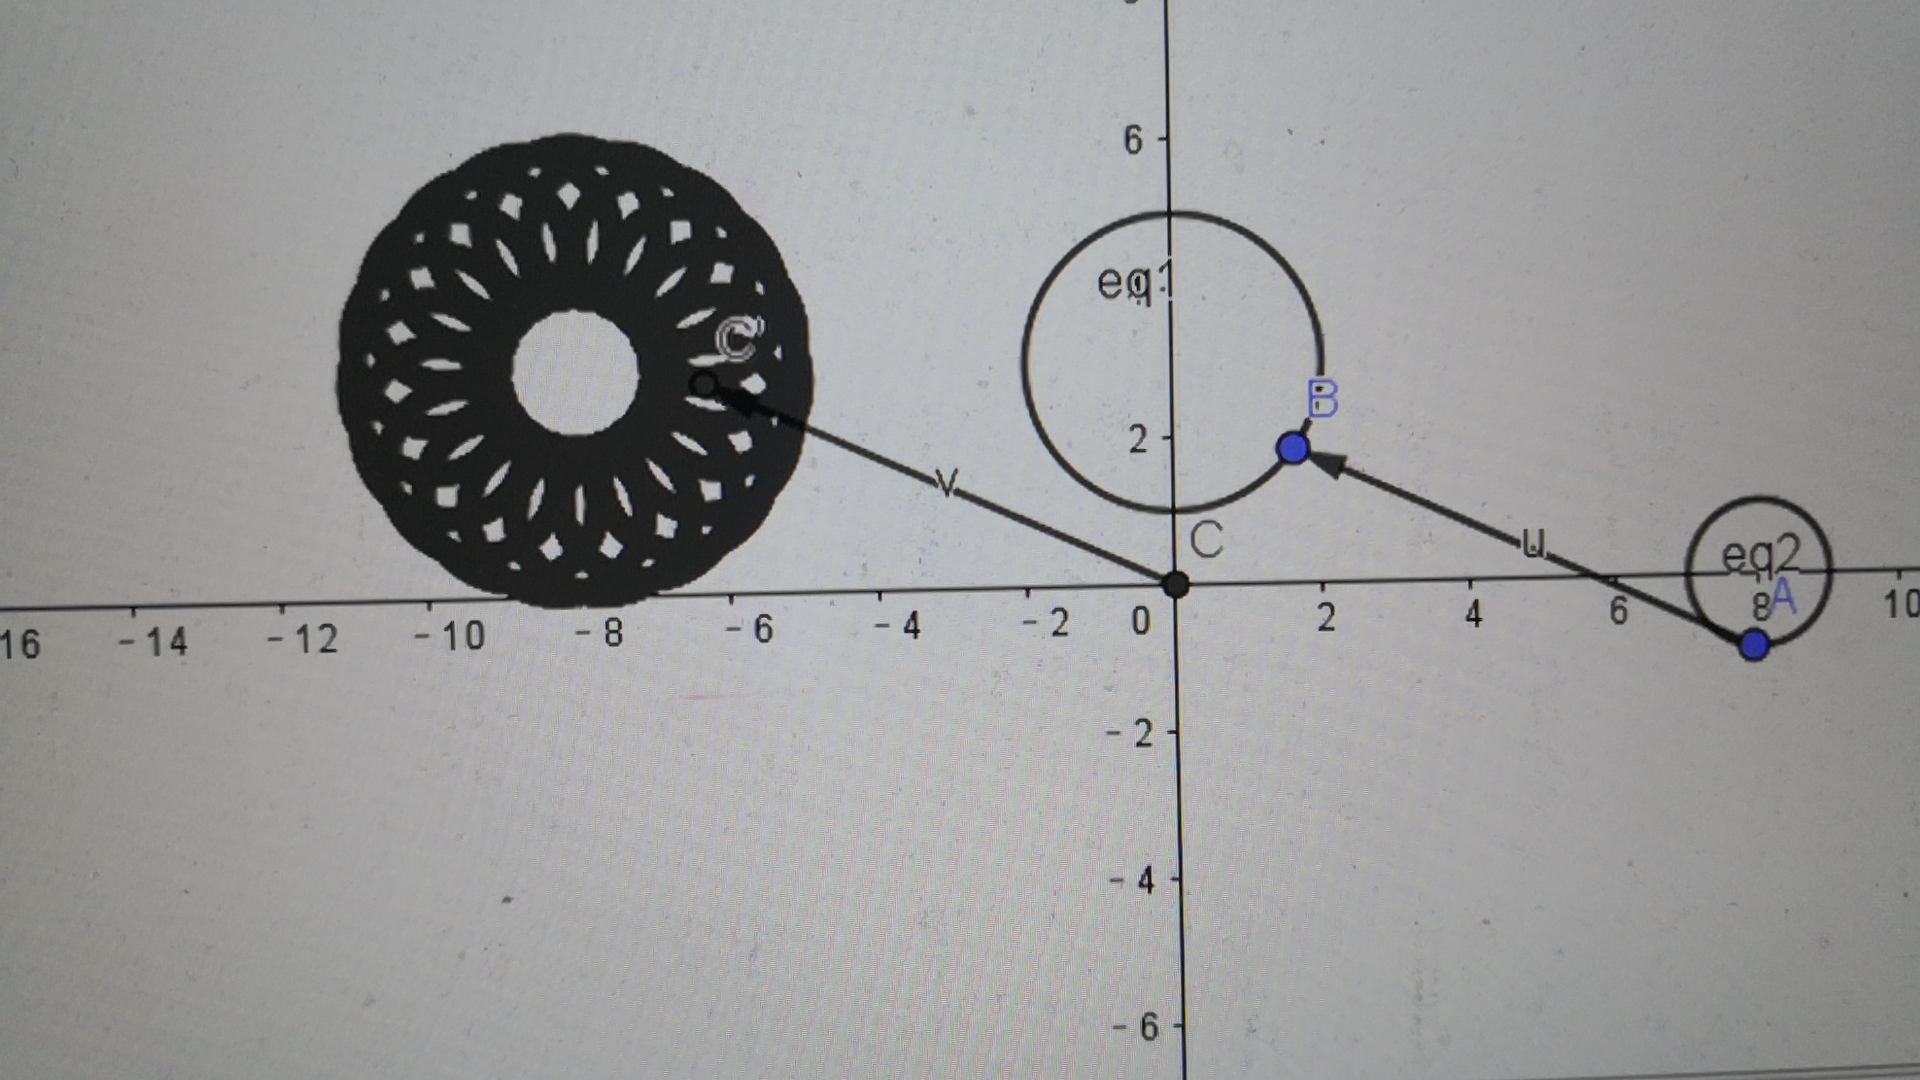 6
eq1
C'
B
2
v
C
u
eq2
8 A
16 - 14 - 12 - 10 - 8 - 6 - 4 - 2 0 2 4 6 10
- 2
- 4
- 6